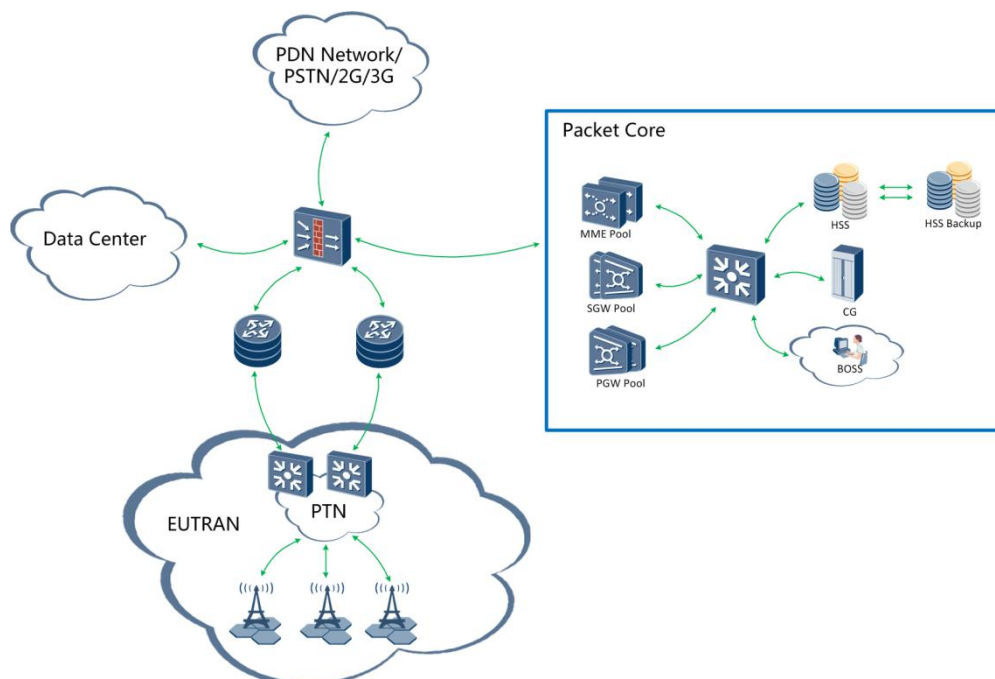 PDN Network/
PSTN/2G/3G
Packet Core
MME Pool
HSS
HSS Backup
Data Center
SGW Pool
CG
PGW Pool
BOSS
PTN
EUTRAN